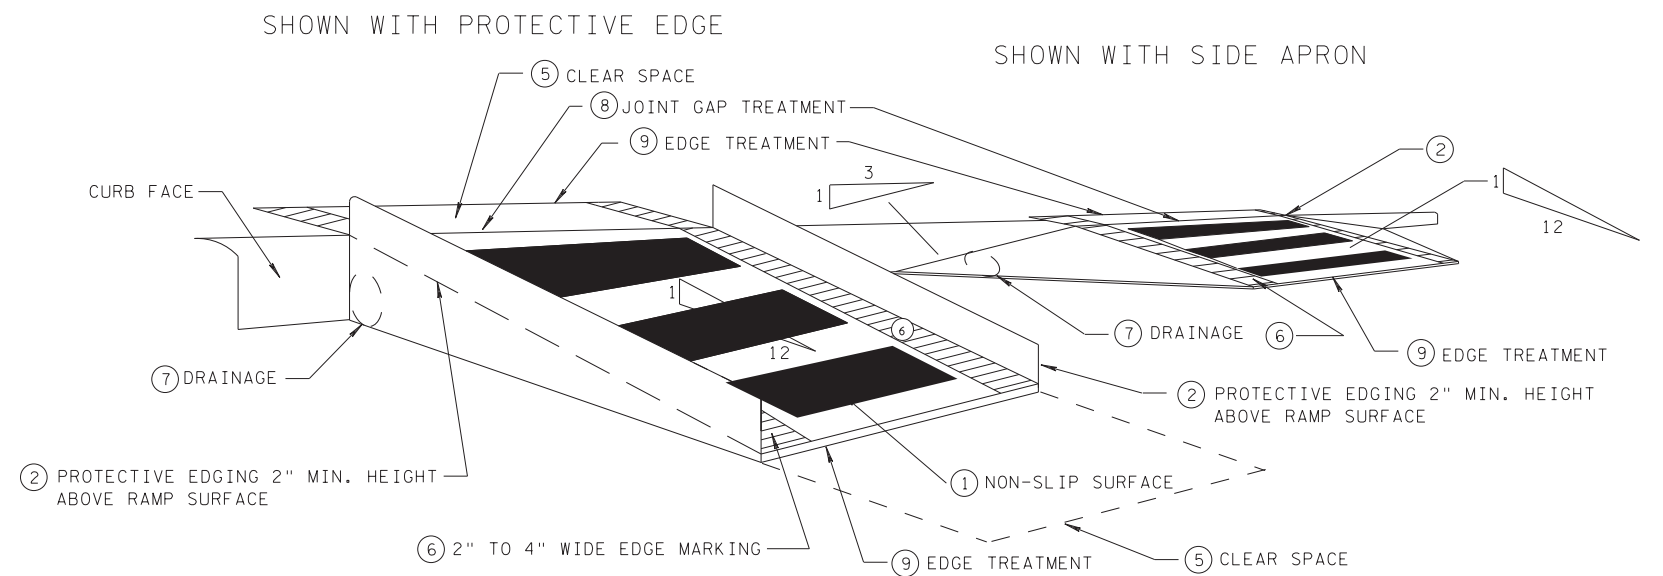 SHOWN WITH PROTECTIVE EDGE
SHOWN WITH SIDE APRON
5 CLEAR SPACE
8 JOINT GAP TREATMENT
9 EDGE TREATMENT
2
CURB FACE
3
1
1
12
1
12
6
7 DRAINAGE
6
9 EDGE TREATMENT
7 DRAINAGE
2 PROTECTIVE EDGING 2" MIN. HEIGHT
ABOVE RAMP SURFACE
2 PROTECTIVE EDGING 2" MIN. HEIGHT
ABOVE RAMP SURFACE
1 NON-SLIP SURFACE
6 2" TO 4" WIDE EDGE MARKING
9 EDGE TREATMENT
5 CLEAR SPACE